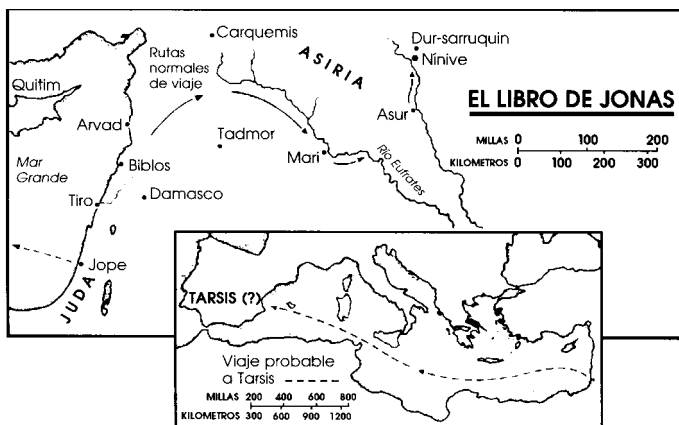 Carquemis
Dur-sarruquin
Nínive
ASIRIA
Rutas
normales
de viaje
Quitim
EL LIBRO DE JONAS
Asur
Arvad
MILLAS 0 100 200
KILOMETROS 0 100 200 300
Tadmor
Mari
Río Eufrates
Mar
Grande
Biblos
Damasco
Tiro
Jope
JUDA
TARSIS (?)
Viaje probable
a Tarsis
MILLAS 200 400 600 800
KILOMETROS 300 600 900 1200